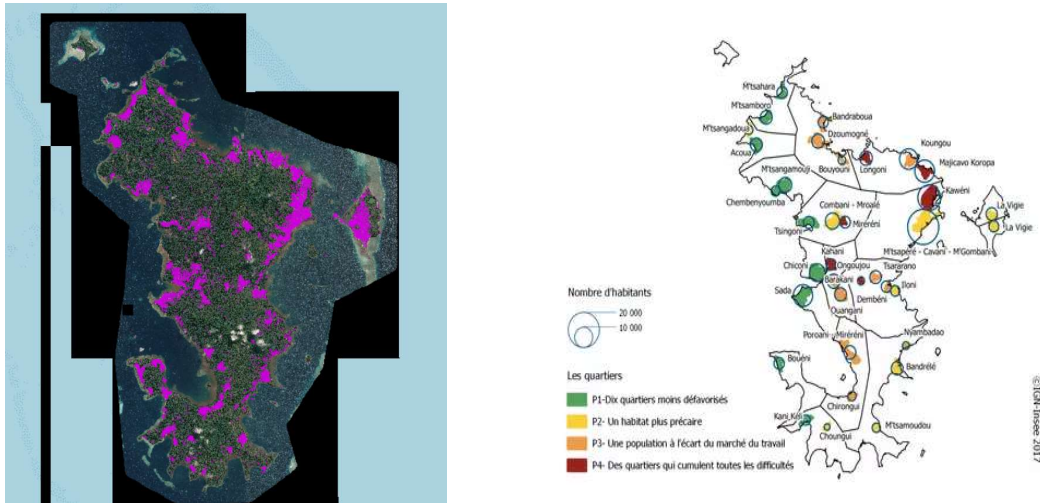 M'tsahara
M'tsamboro
Bandraboua
M'tsangadoua
Dzoumogné
Koungou
Acoua
Bouyouni
Longoni
Majicavo Koropa
M'tsangamouji
Kawéni
Chembenyoumba
Combani - Mroalé
La Vigie
Mireréni
La Vigie
Tsingoni
M'tsapéré - Cavani - M'Gombani
Kahani
Ongoujou
Tsararano
Chiconi
Barakani
Iloni
Sada
Dembéni
Ouangani
Nombre d'habitants
20 000
10 000
Poroani - Miréréni
Nyambadao
Bouéni
Bandrélé
Les quartiers
P1-Dix quartiers moins défavorisés
Chirongui
P2- Un habitat plus précaire
Kani Kéli
M'tsamoudou
P3- Une population à l'écart du marché du travail
Choungui
P4- Des quartiers qui cumulent toutes les difficultés
©IGN-Insee 2017